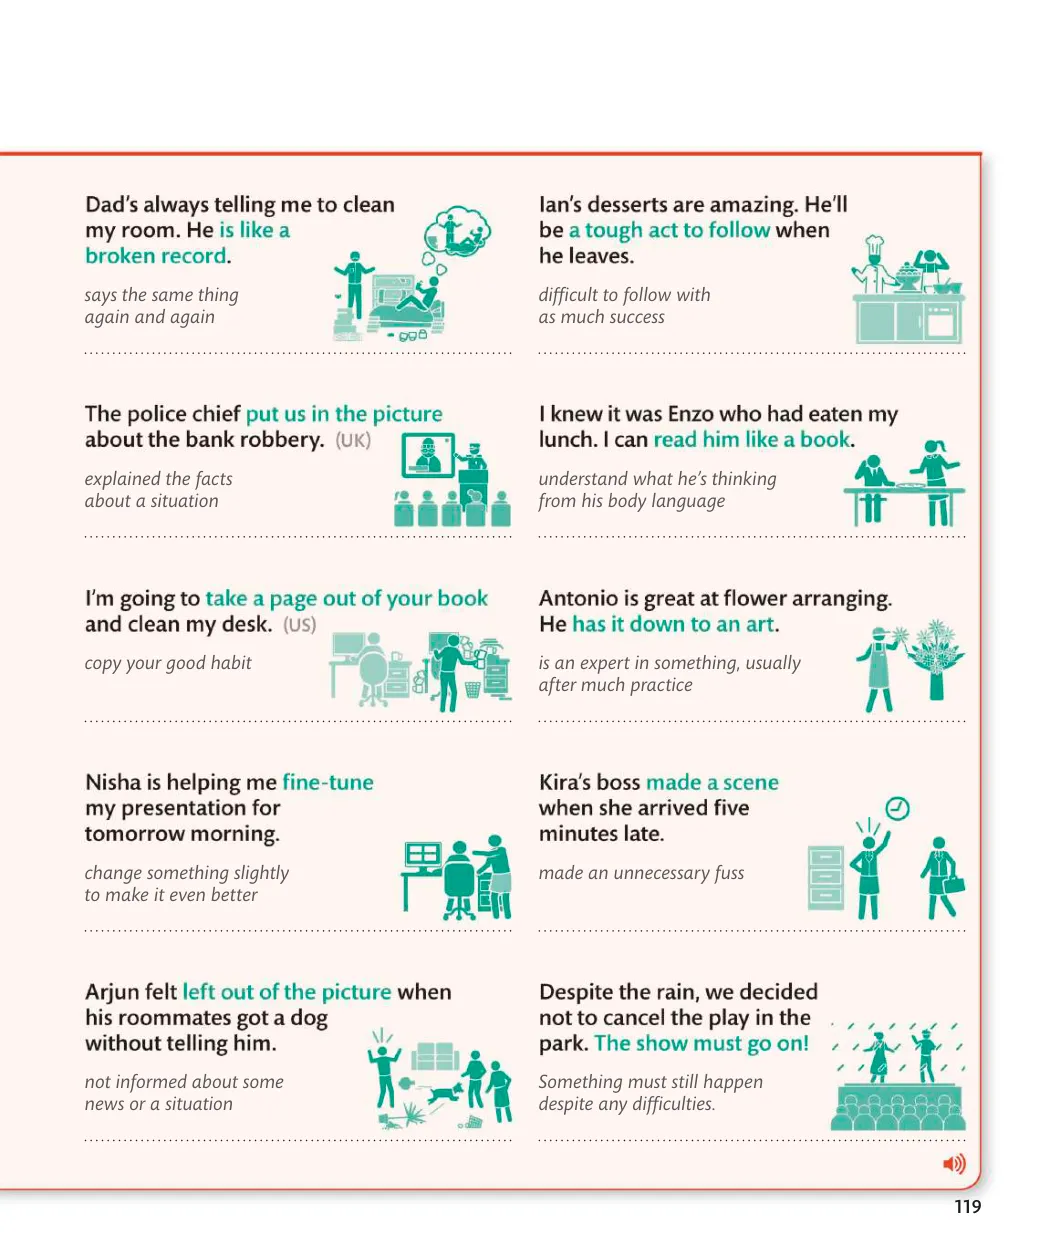 Dad's always telling me to clean
my room. He is like a
broken record.
says the same thing
again and again
Ian's desserts are amazing. He'll
be a tough act to follow when
he leaves.
difficult to follow with
as much success
The police chief put us in the picture
about the bank robbery. (UK)
explained the facts
about a situation
I knew it was Enzo who had eaten my
lunch. I can read him like a book.
understand what he's thinking
from his body language
I'm going to take a page out of your book
and clean my desk. (US)
copy your good habit
Antonio is great at flower arranging.
He has it down to an art.
is an expert in something, usually
after much practice
Nisha is helping me fine-tune
my presentation for
tomorrow morning.
change something slightly
to make it even better
Kira's boss made a scene
when she arrived five
minutes late.
made an unnecessary fuss
Arjun felt left out of the picture when
his roommates got a dog
without telling him.
not informed about some
news or a situation
Despite the rain, we decided
not to cancel the play in the
park. The show must go on!
Something must still happen
despite any difficulties.
119